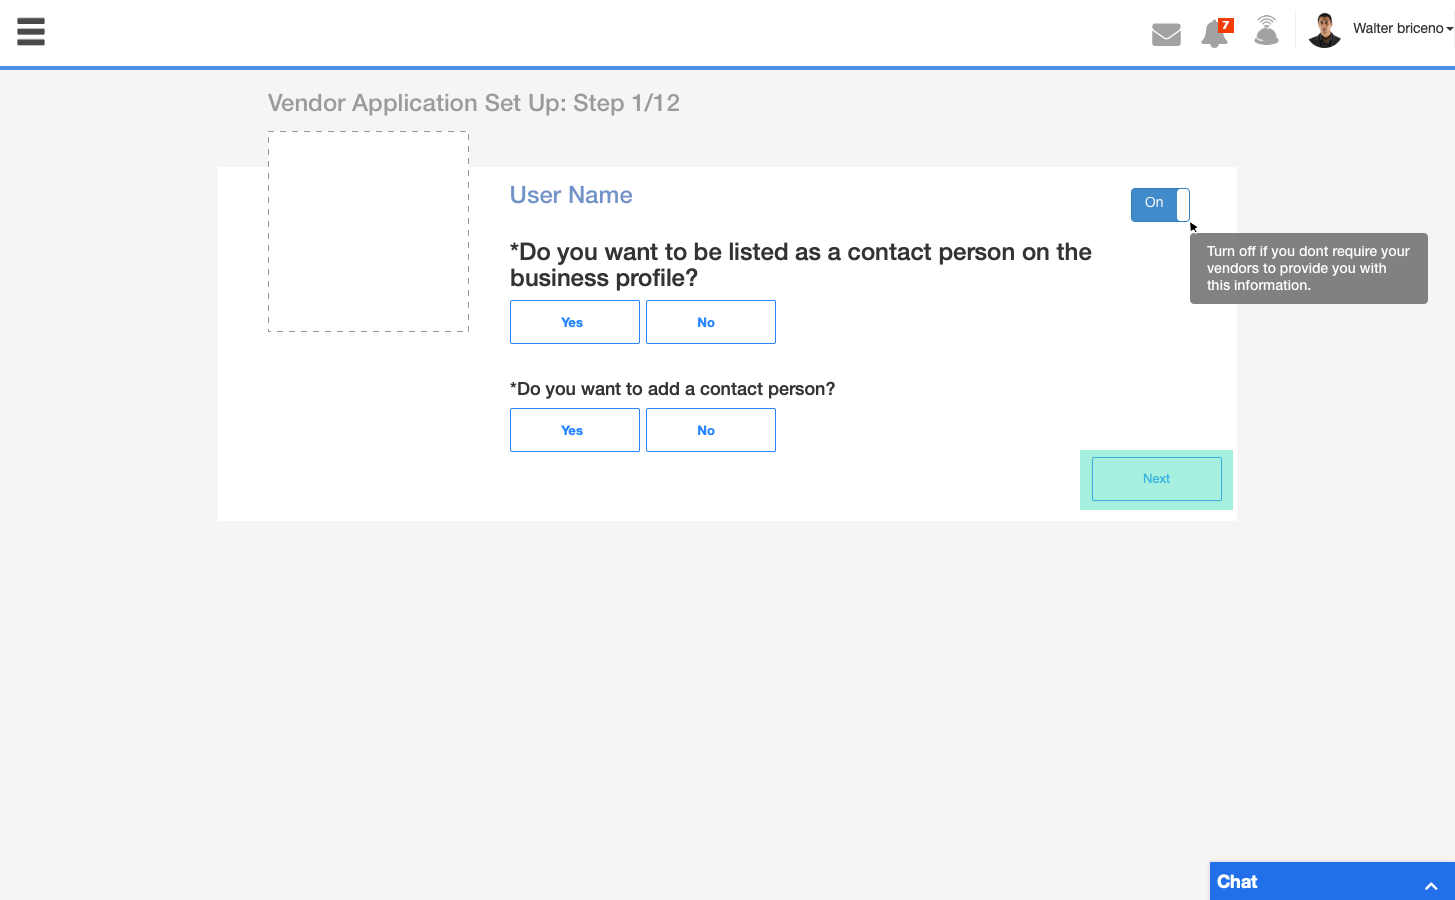 7
Walter briceno
Vendor Application Set Up: Step 1/12
User Name
On
*Do you want to be listed as a contact person on the
business profile?
Turn off if you dont require your
vendors to provide you with
this information.
Yes
No
*Do you want to add a contact person?
Yes
No
Next
Chat